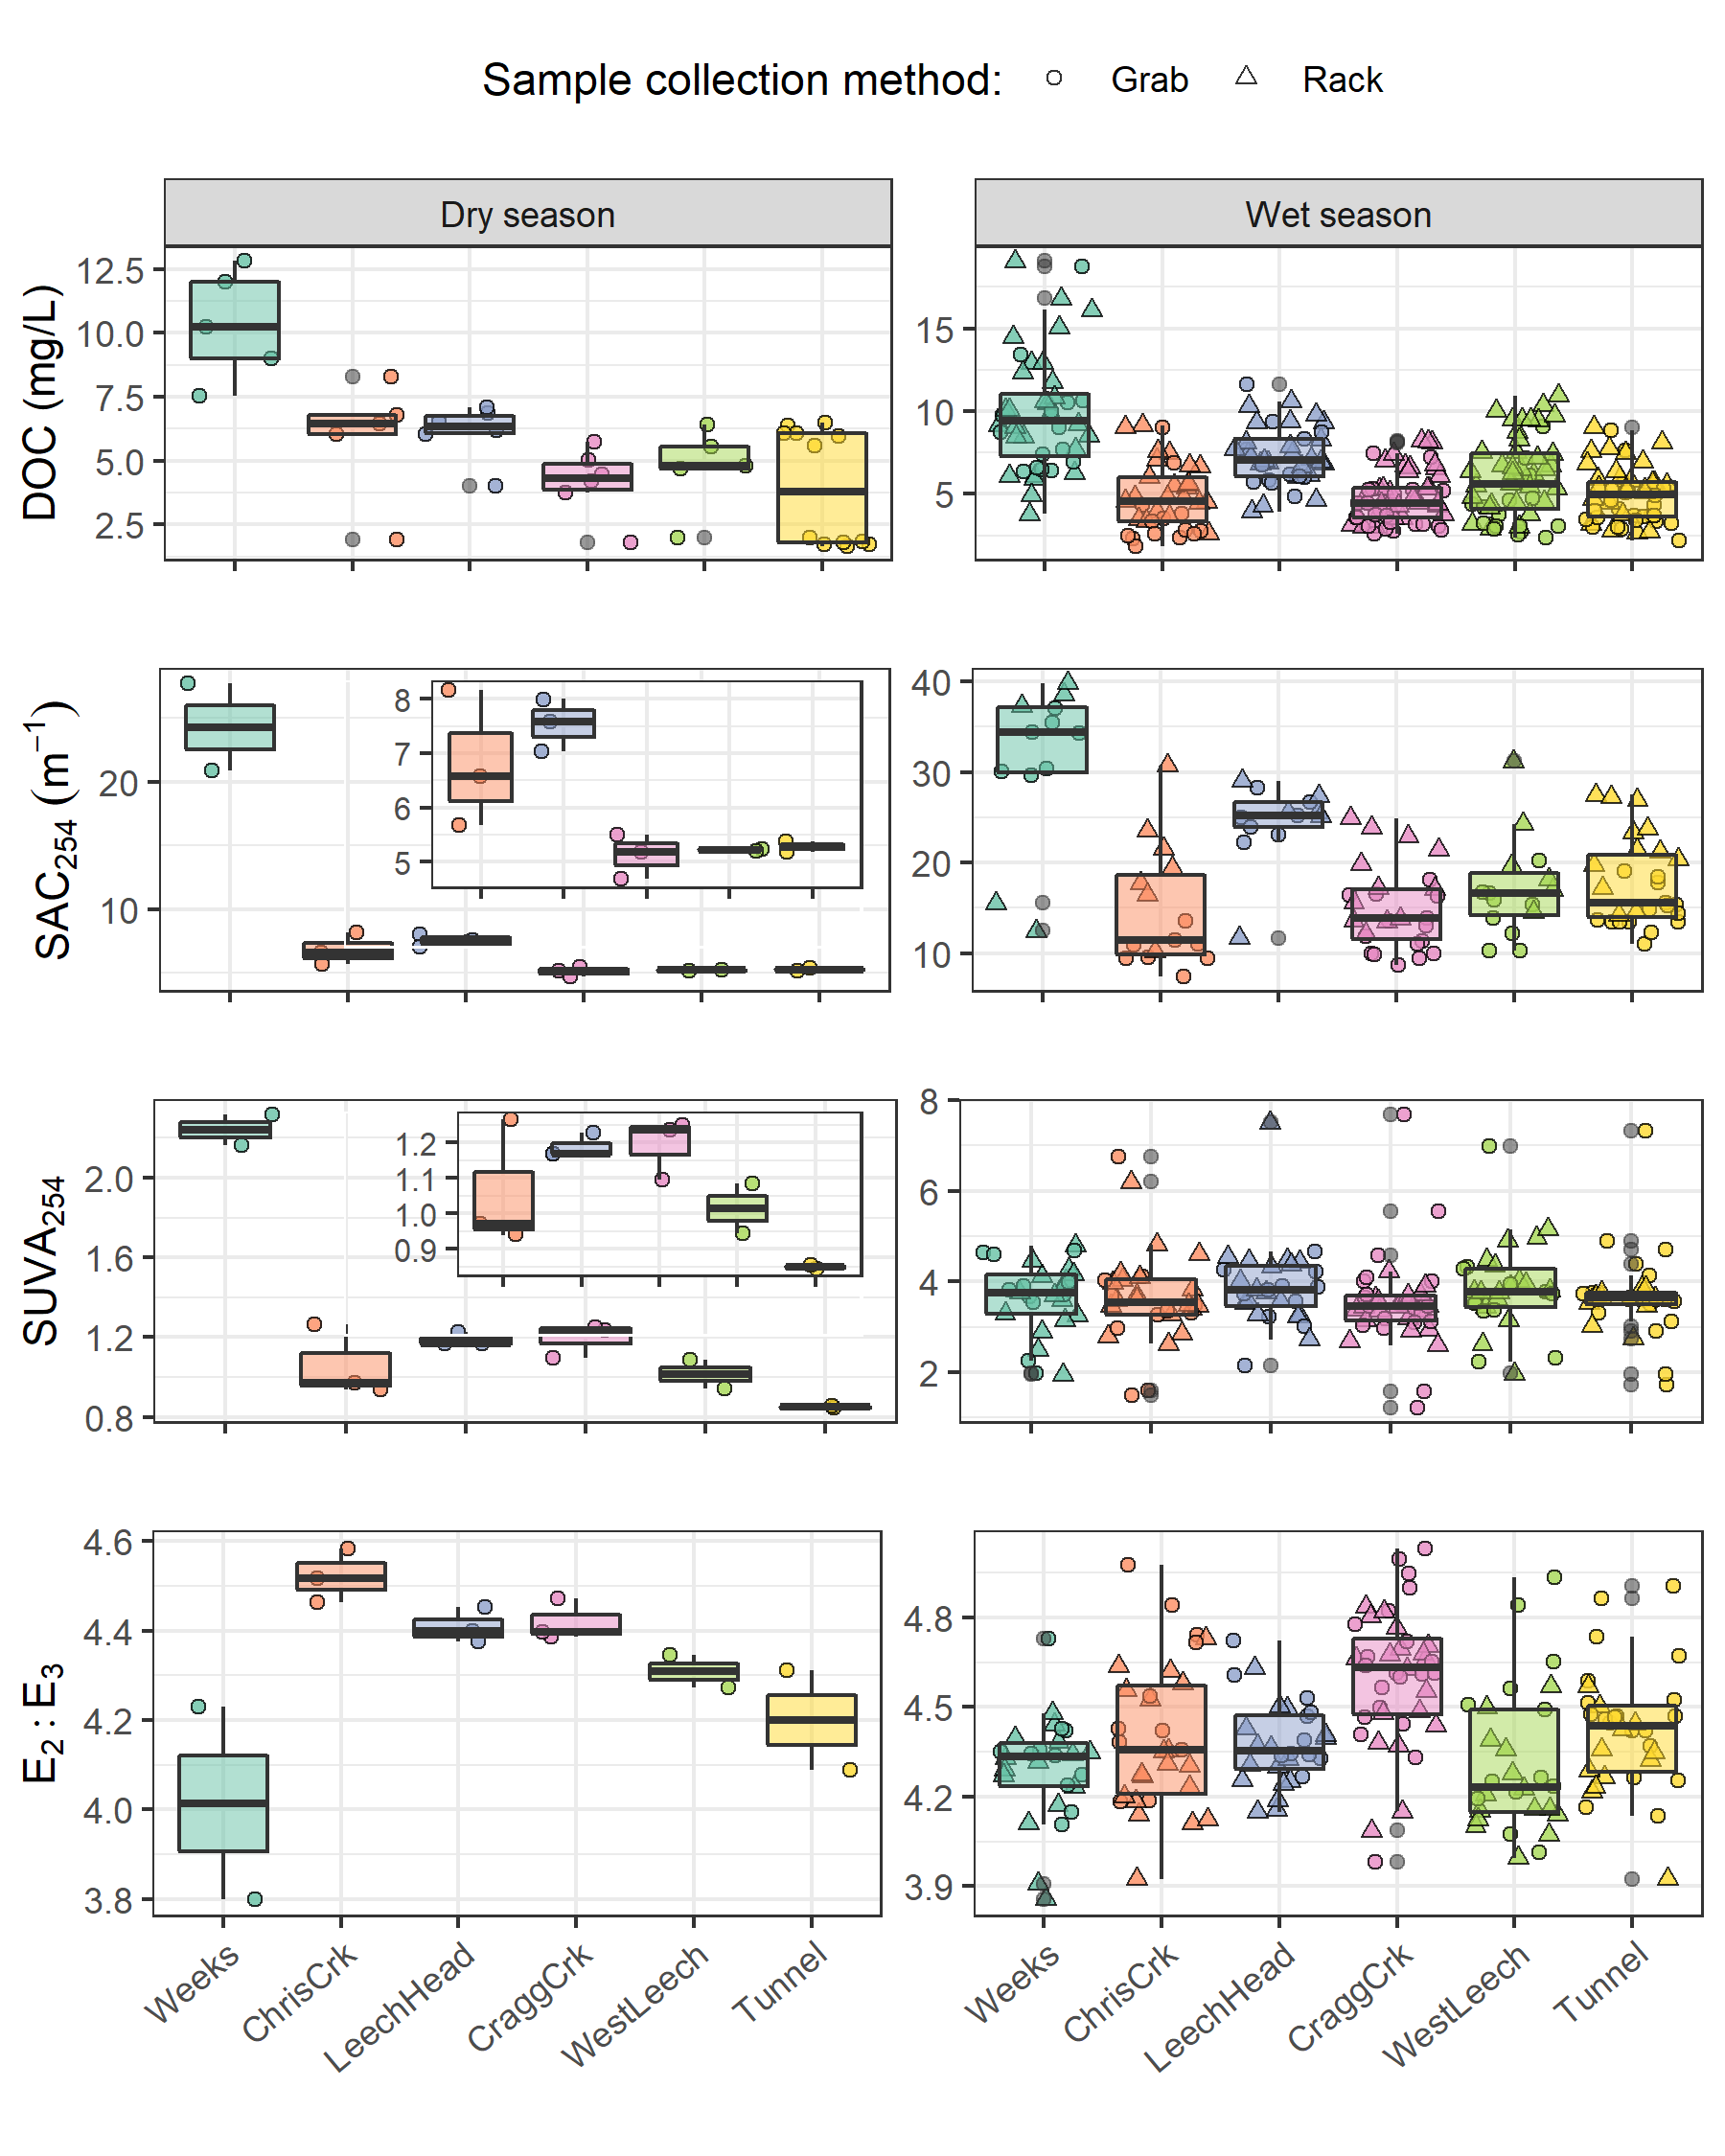 Sample collection method: Grab Rack
Dry season
Wet season
DOC (mg/L)
12.5
10.0
7.5
5.0
2.5
15
10
5
SAC254 (m−1)
20
10
8
7
6
5
40
30
20
10
SUVA254
2.0
1.6
1.2
0.8
1.2
1.1
1.0
0.9
8
6
4
2
E2 : E3
4.6
4.4
4.2
4.0
3.8
4.8
4.5
4.2
3.9
Weeks
ChrisCrk
LeechHead
CraggCrk
WestLeech
Tunnel
Weeks
ChrisCrk
LeechHead
CraggCrk
WestLeech
Tunnel